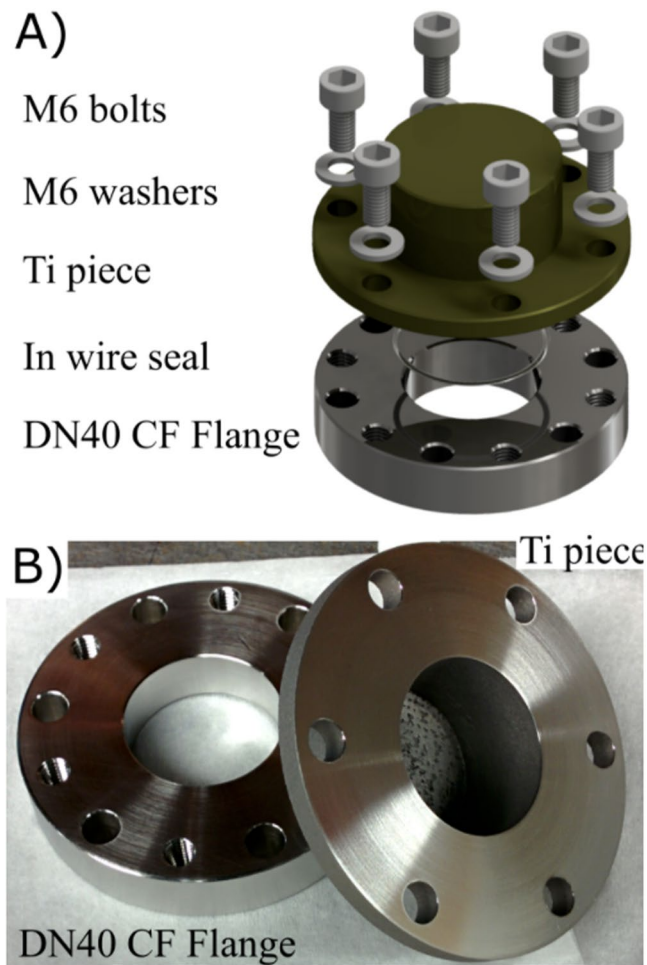 A)
M6 bolts
M6 washers
Ti piece
In wire seal
DN40 CF Flange
B)
Ti piece
DN40 CF Flange